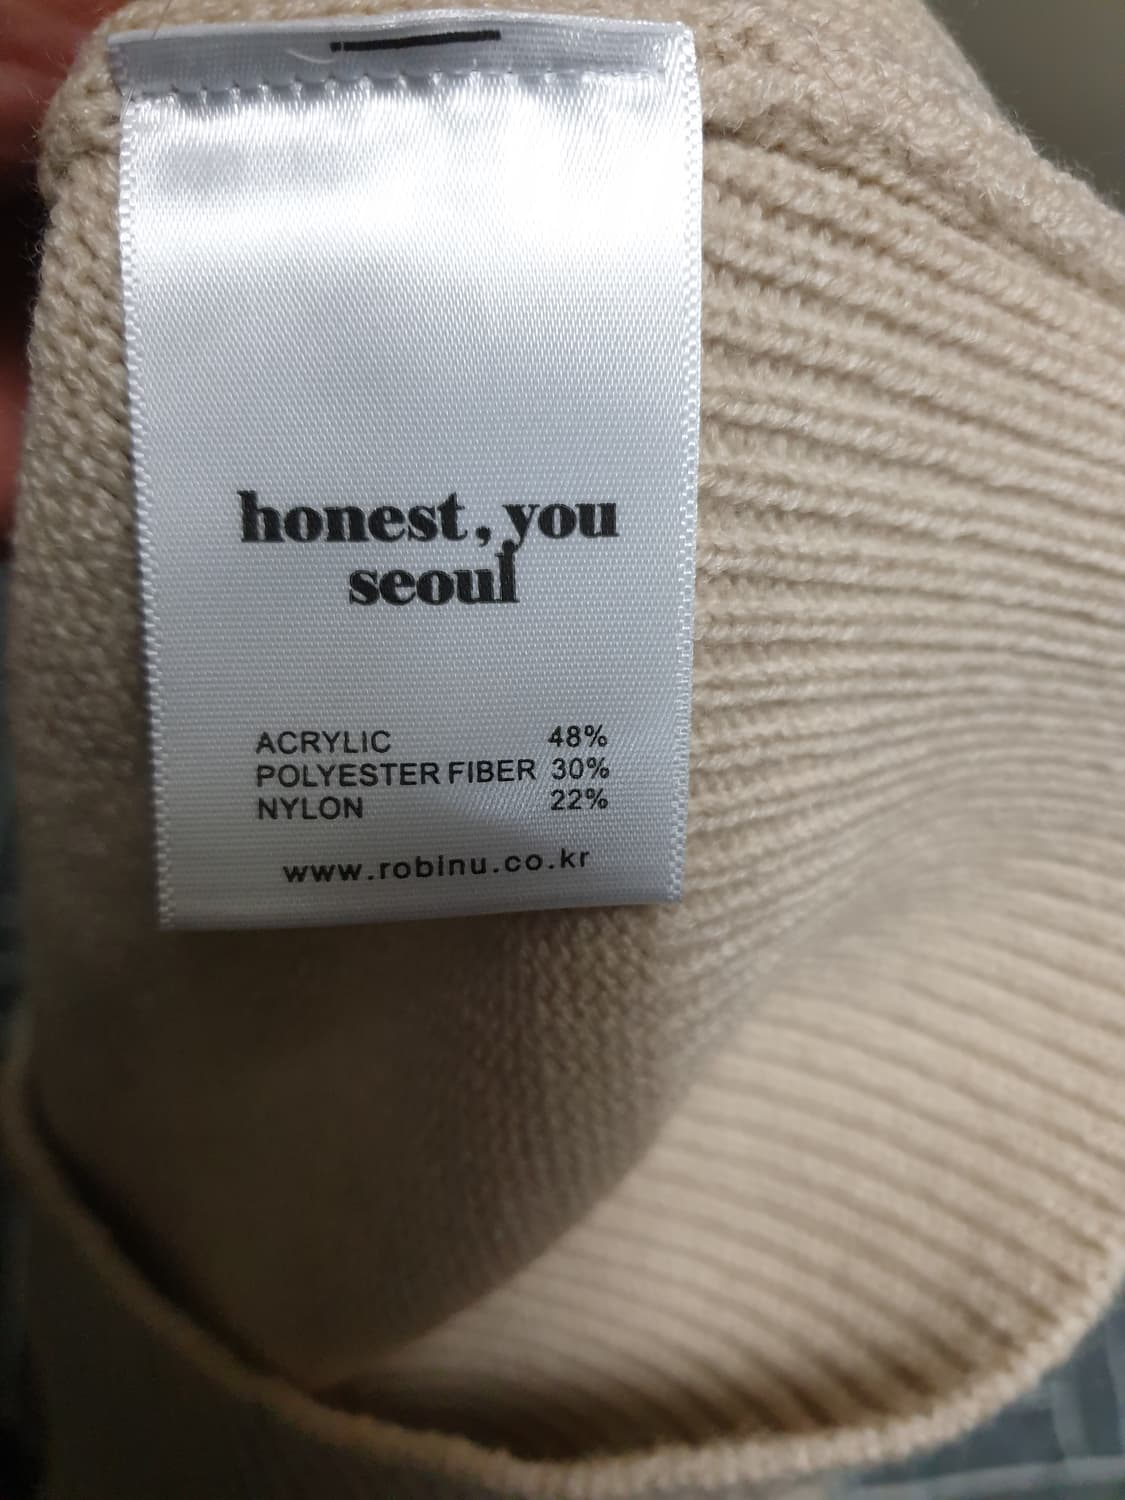 honest, you
seoul
ACRYLIC 48%
POLYESTER FIBER 30%
NYLON 22%
www.robinu.co.kr